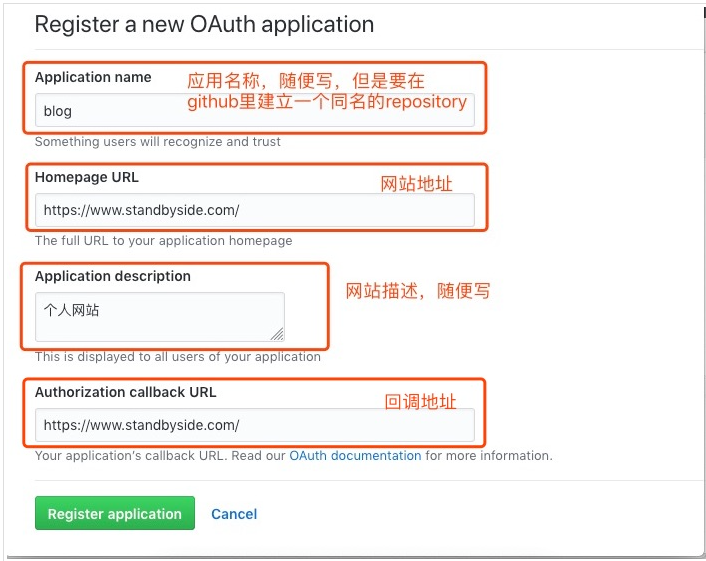 Register a new OAuth application
Application name
应用名称，随便写，但是要在
github里建立一个同名的repository
blog
Something users will recognize and trust
Homepage URL
网站地址
https://www.standbyside.com/
The full URL to your application homepage
Application description
网站描述，随便写
个人网站
This is displayed to all users of your application
Authorization callback URL
回调地址
https://www.standbyside.com/
Your application's callback URL. Read our OAuth documentation for more information.
Register application Cancel